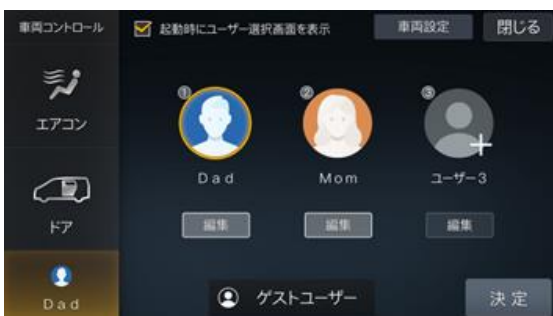 車両コントロール
起動時にユーザー選択画面を表示
車両設定
閉じる
エアコン
① ② ③
Dad Mom ユーザー3
ドア
編集 編集 編集
Dad
ゲストユーザー
決定